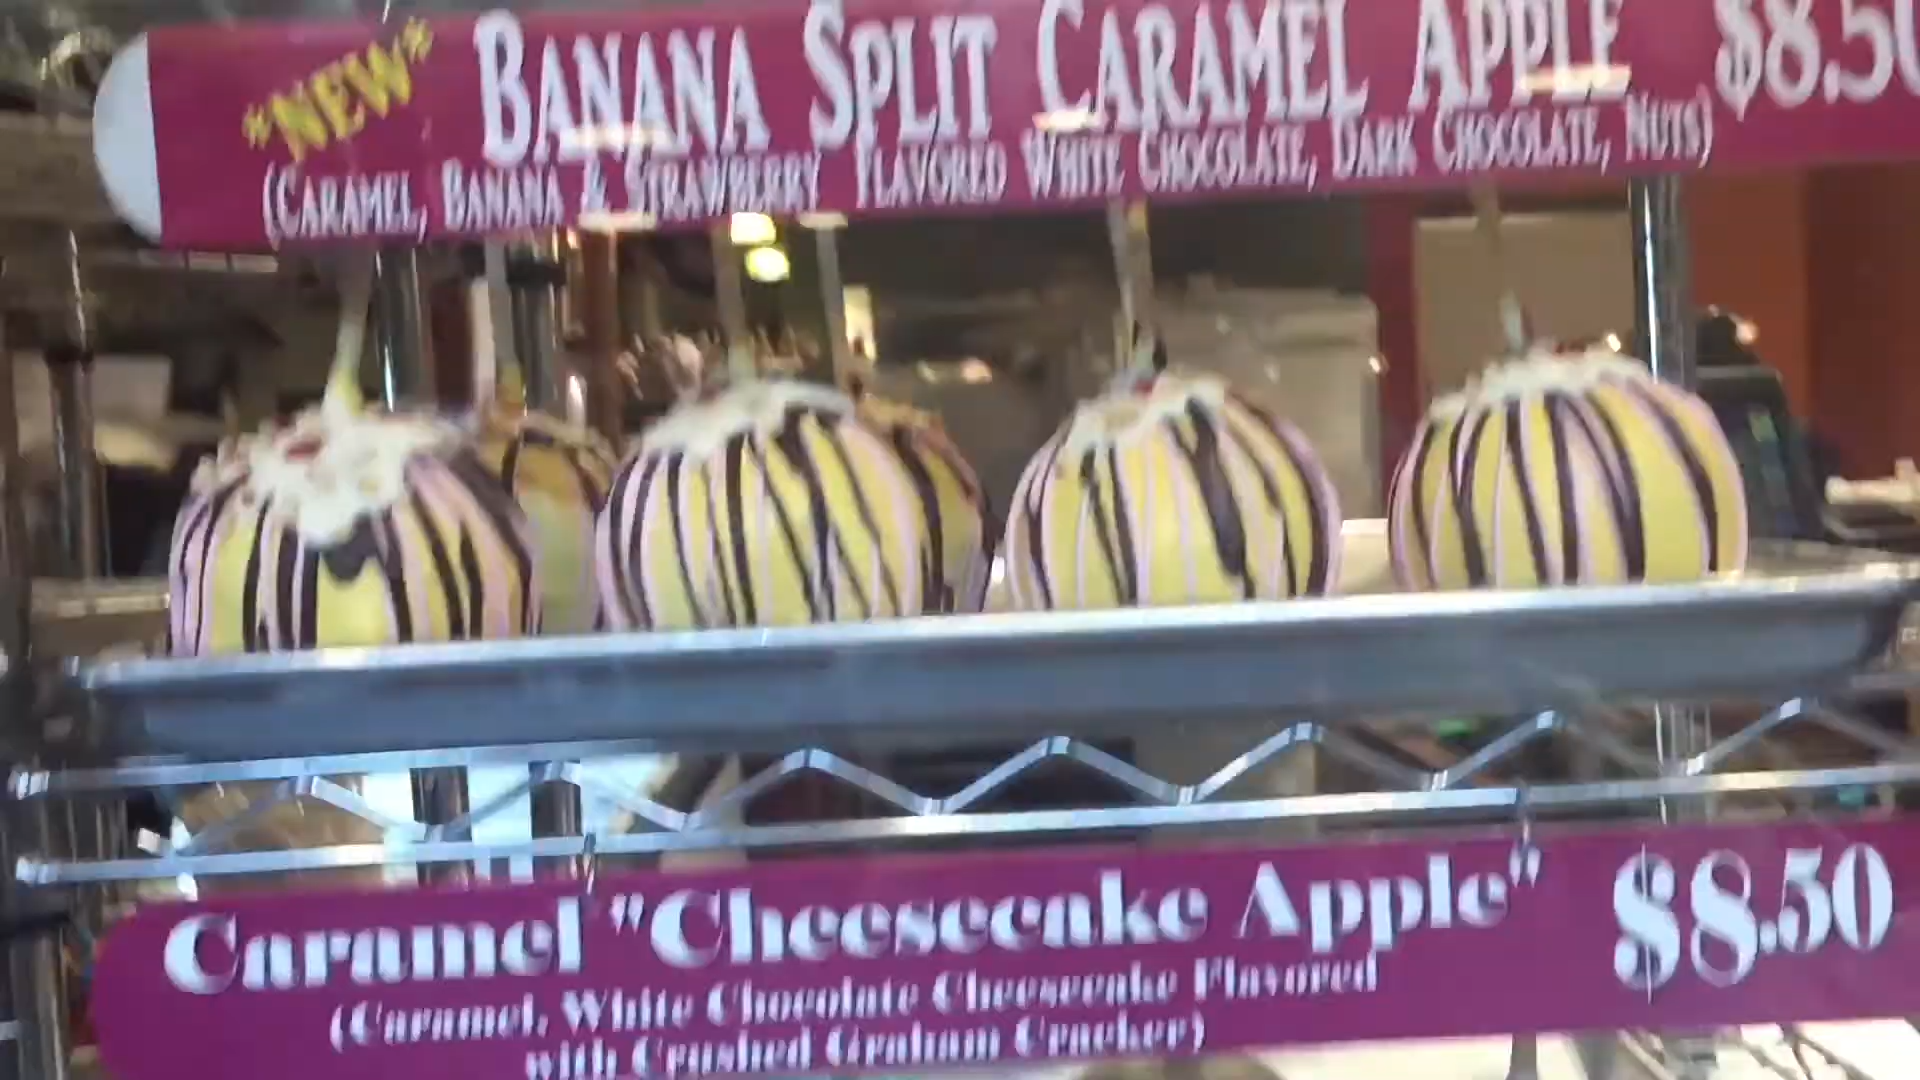 *NEW*
BANANA SPLIT CARAMEL APPLE $8.50
(CARAMEL, BANANA & STRAWBERRY FLAVORED WHITE CHOCOLATE, DARK CHOCOLATE, NUTS)
Caramel "Cheesecake Apple" $8.50
(Caramel, White Chocolate Cheesecake Flavored
with Crushed Graham Cracker)